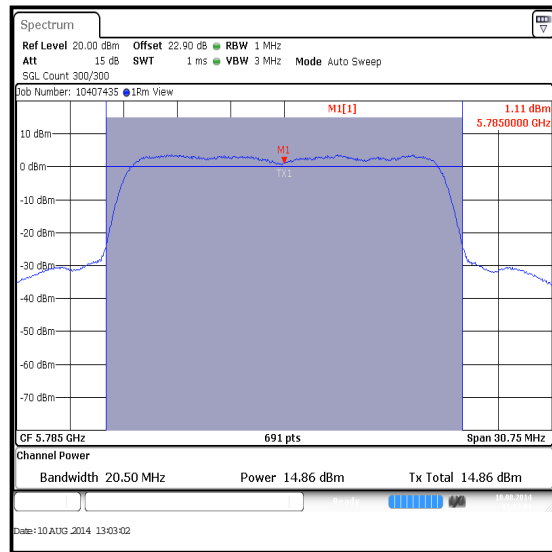 Spectrum
Ref Level 20.00 dBm Offset 22.90 dB RBW 1 MHz
Att 15 dB SWT 1 ms VBW 3 MHz Mode Auto Sweep
SGL Count 300/300
Job Number: 10407435 1Rm View
M1[1] 1.11 dBm
5.7850000 GHz
10 dBm
M1
0 dBm
TX1
-10 dBm
-20 dBm
-30 dBm
-40 dBm
-50 dBm
-60 dBm
-70 dBm
CF 5.785 GHz 691 pts Span 30.75 MHz
Channel Power
Bandwidth 20.50 MHz Power 14.86 dBm Tx Total 14.86 dBm
Ready 10.08.2014
Date: 10 AUG.2014 13:03:02